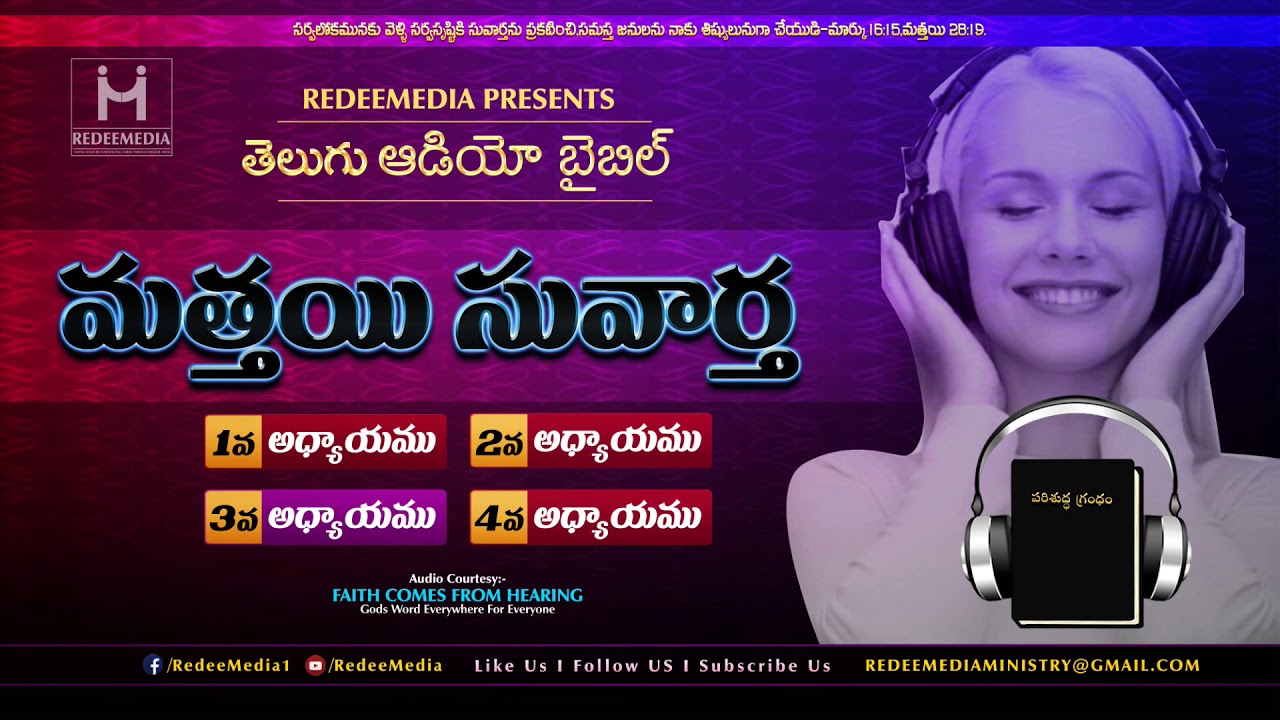 సర్వలోకమునకు వెళ్ళి సర్వసృష్టికి సువార్తను ప్రకటించి,సమస్త జనులను నాకు శిష్యులునుగా చేయుడి-మార్కు16:15,మత్తయి 28:19.
REDEEMEDIA
REDEEMEDIA PRESENTS
తెలుగు ఆడియో బైబిల్
మత్తయి సువార్త
1వ అధ్యాయము
2వ అధ్యాయము
3వ అధ్యాయము
4వ అధ్యాయము
పరిశుద్ధ గ్రంధం
Audio Courtesy:-
FAITH COMES FROM HEARING
Gods Word Everywhere For Everyone
/RedeeMedia1 /RedeeMedia Like Us I Follow US I Subscribe Us REDEEMEDIAMINISTRY@GMAIL.COM